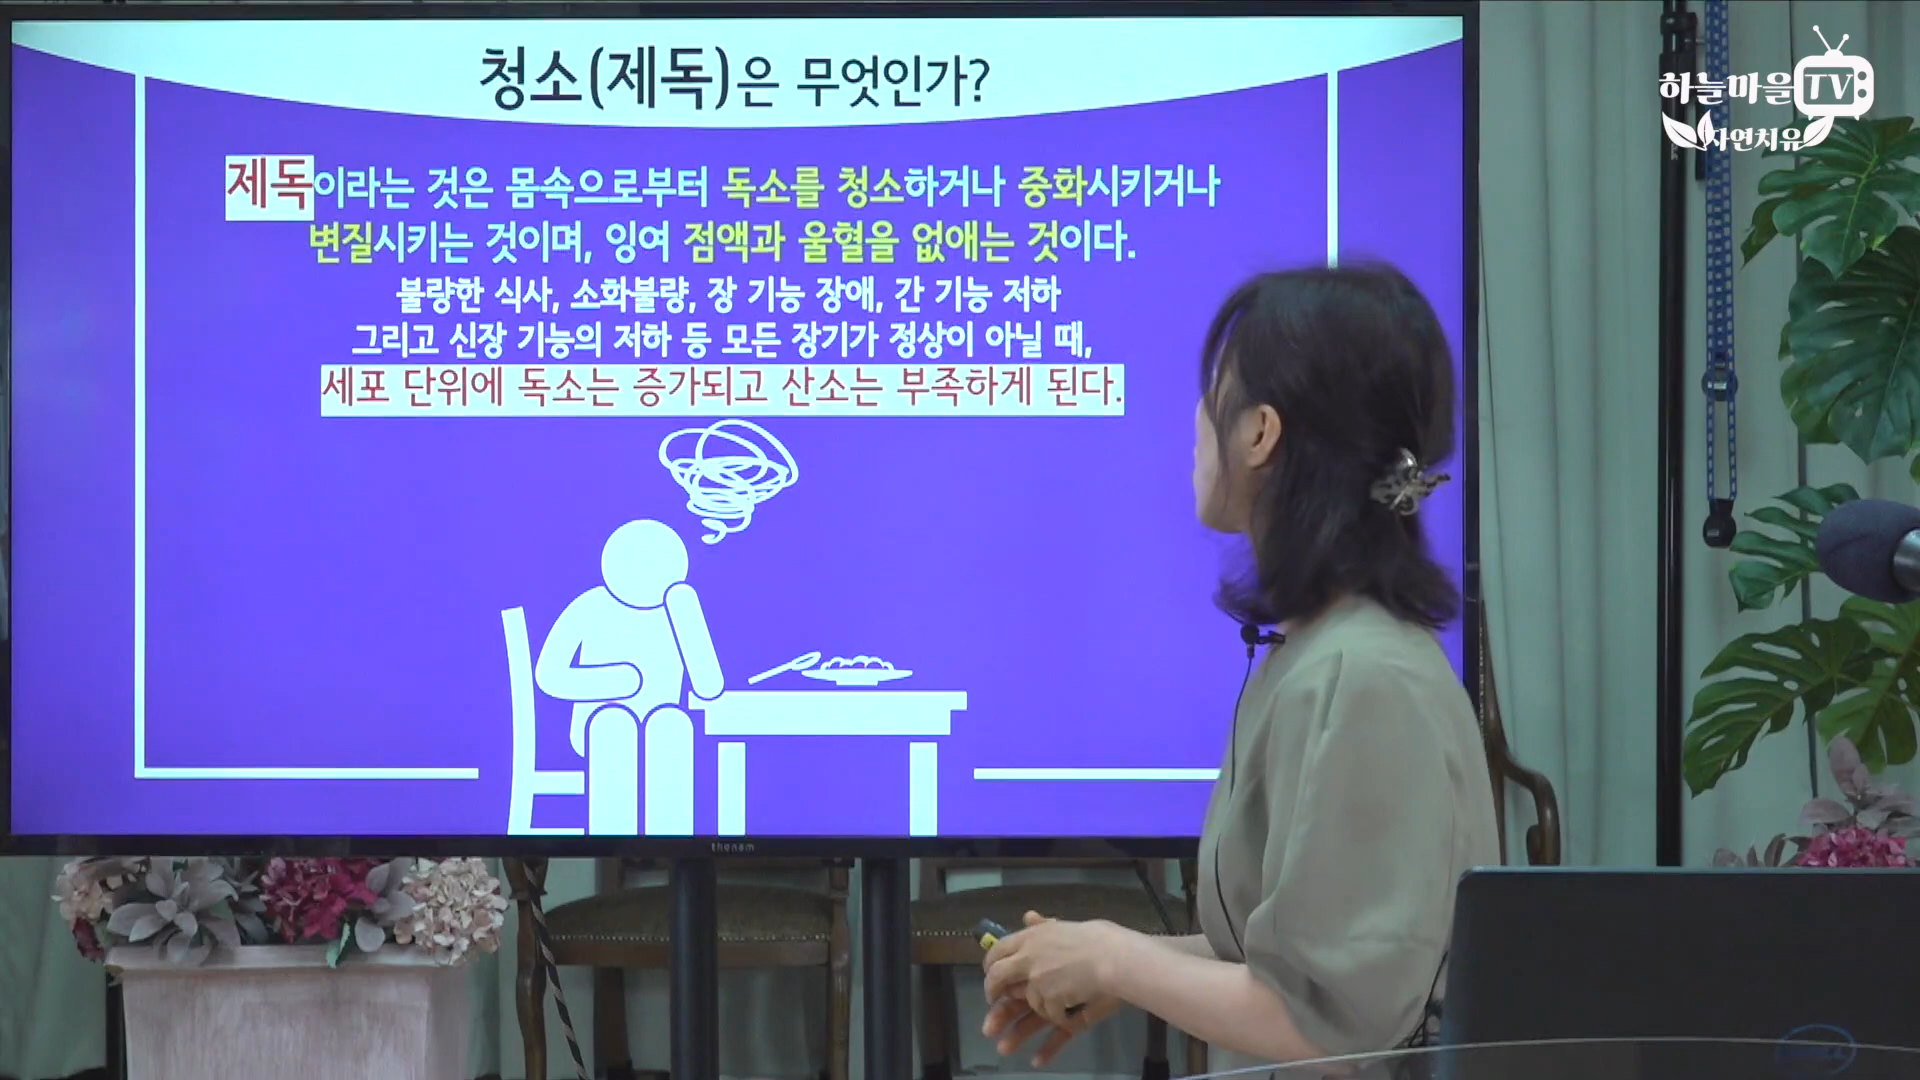 청소(제독)은 무엇인가?
제독이라는 것은 몸속으로부터 독소를 청소하거나 중화시키거나
변질시키는 것이며, 잉여 점액과 울혈을 없애는 것이다.
불량한 식사, 소화불량, 장 기능 장애, 간 기능 저하
그리고 신장 기능의 저하 등 모든 장기가 정상이 아닐 때,
세포 단위에 독소는 증가되고 산소는 부족하게 된다.
하늘마을TV
자연치유
thenam